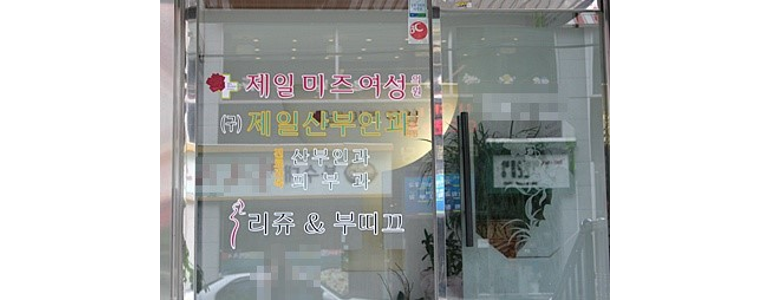 제일미즈여성의원
(구)제일산부인과
산부인과
피부과
리쥬 & 부띠끄